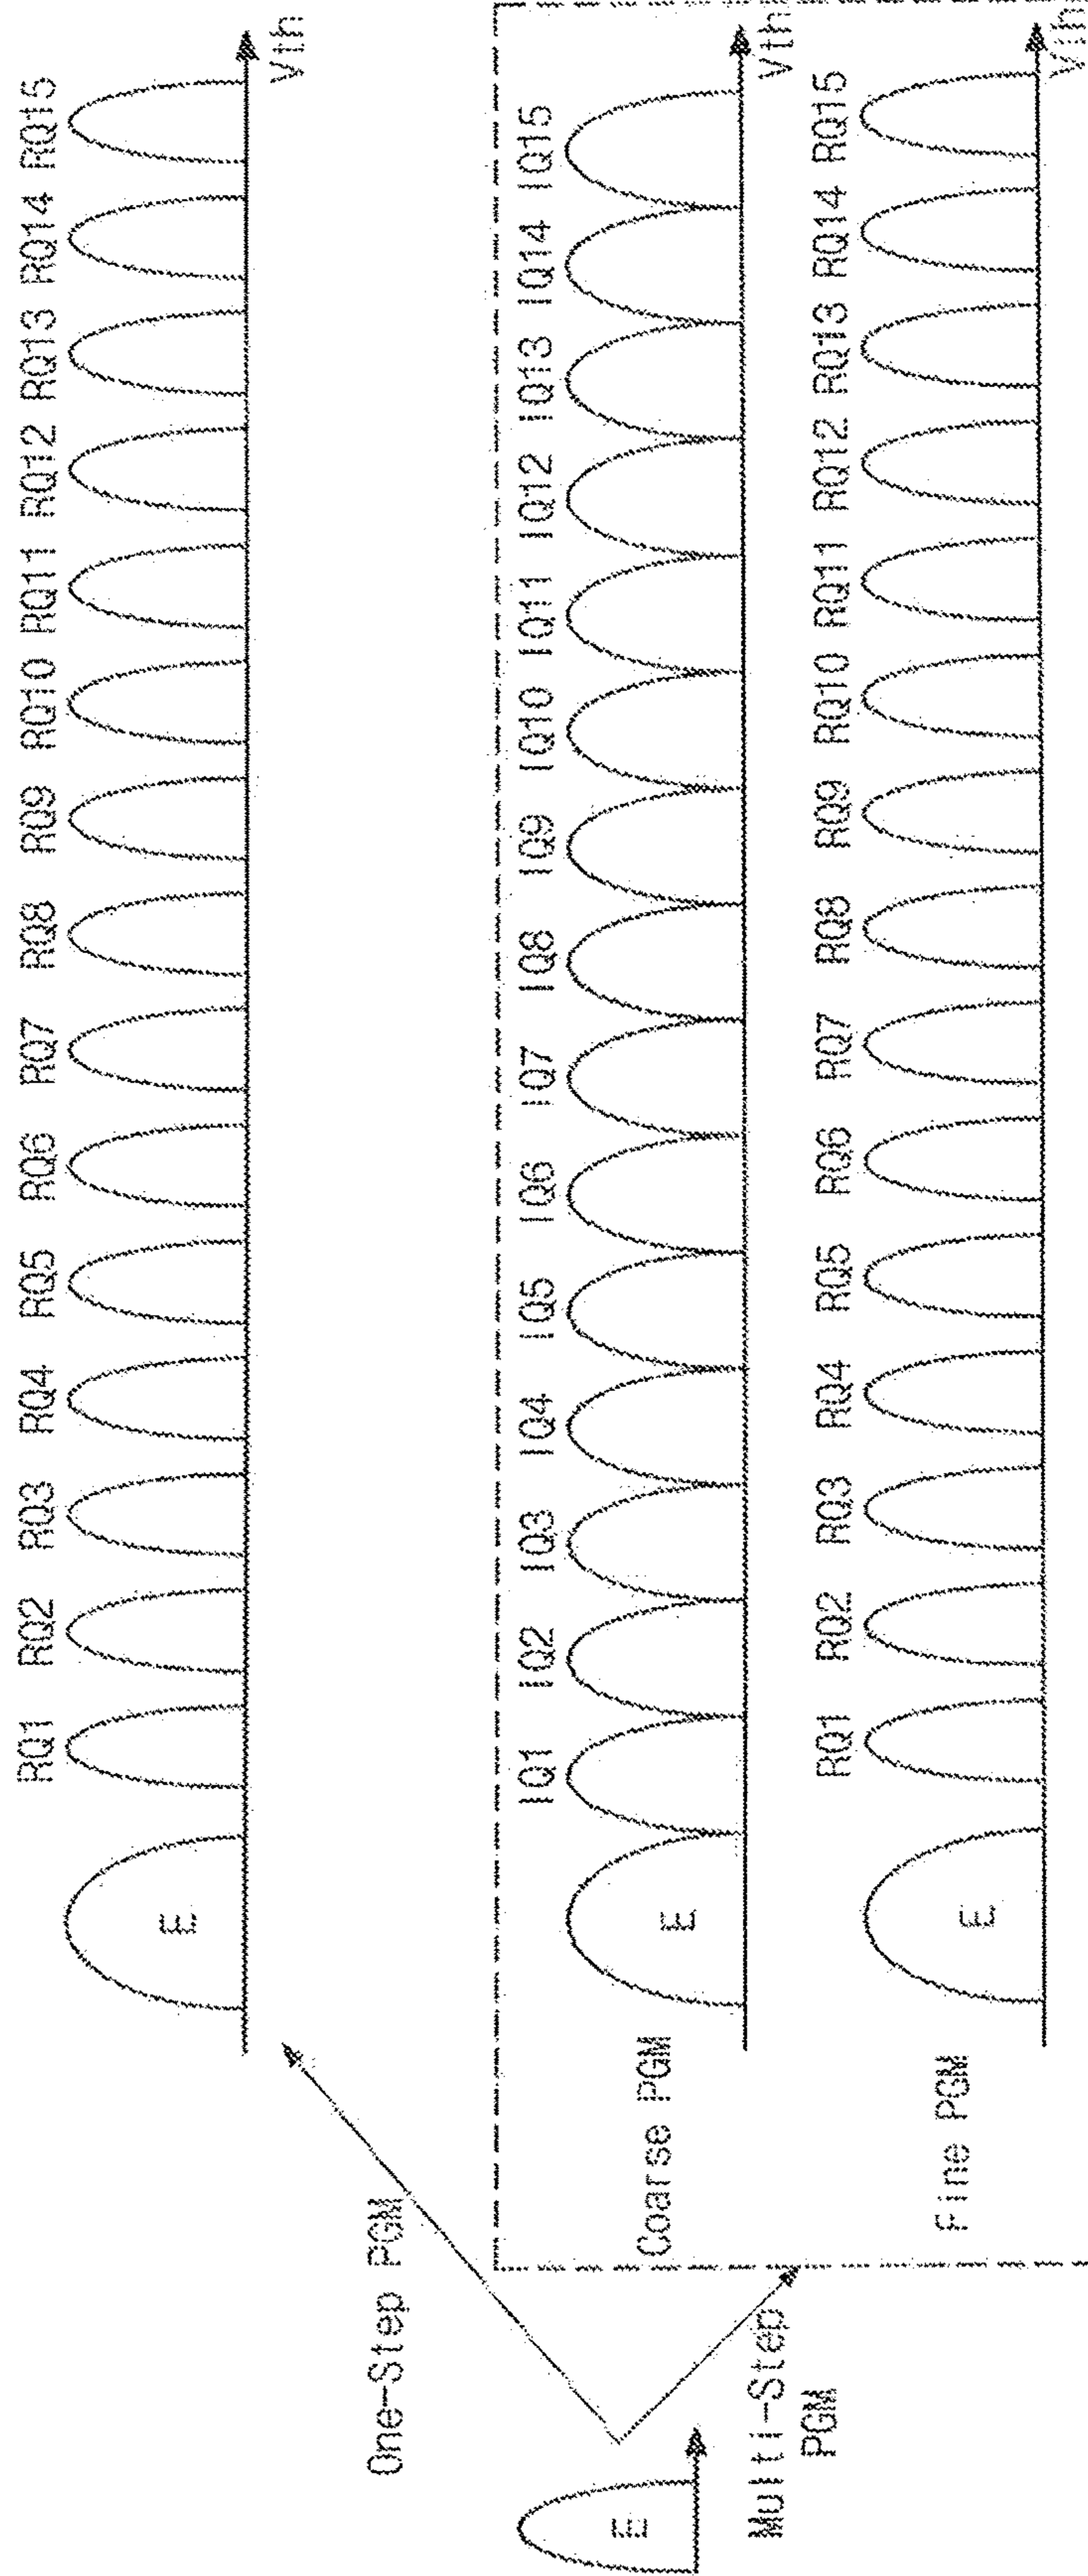 RQ1 RQ2 RQ3 RQ4 RQ5 RQ6 RQ7 RQ8 RQ9 RQ10 RQ11 RQ12 RQ13 RQ14 RQ15
E
Vth
One-Step PGM
E
Multi-Step
PGM
IQ1 IQ2 IQ3 IQ4 IQ5 IQ6 IQ7 IQ8 IQ9 IQ10 IQ11 IQ12 IQ13 IQ14 IQ15
E
Coarse PGM
Vth
RQ1 RQ2 RQ3 RQ4 RQ5 RQ6 RQ7 RQ8 RQ9 RQ10 RQ11 RQ12 RQ13 RQ14 RQ15
E
Fine PGM
Vth